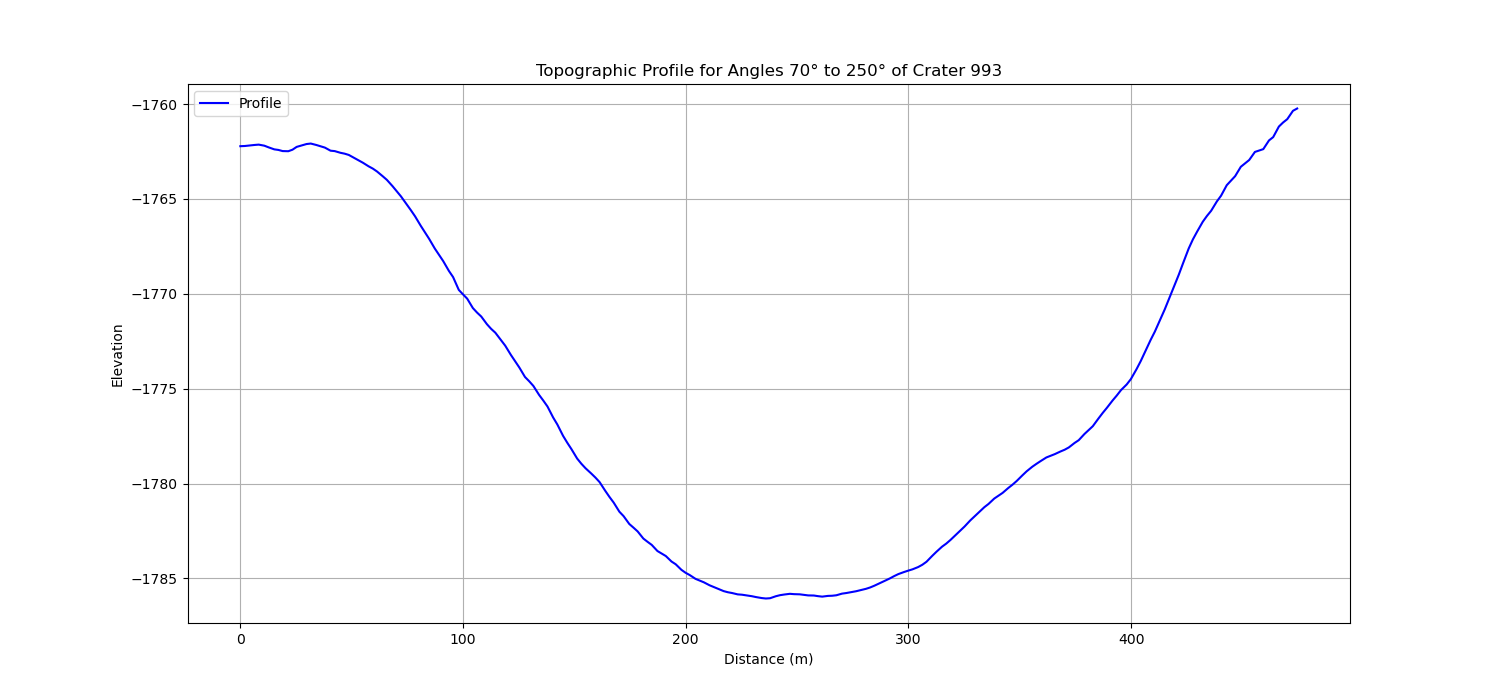 Topographic Profile for Angles 70° to 250° of Crater 993
Profile
−1760
−1765
−1770
−1775
−1780
−1785
Elevation
0 100 200 300 400
Distance (m)